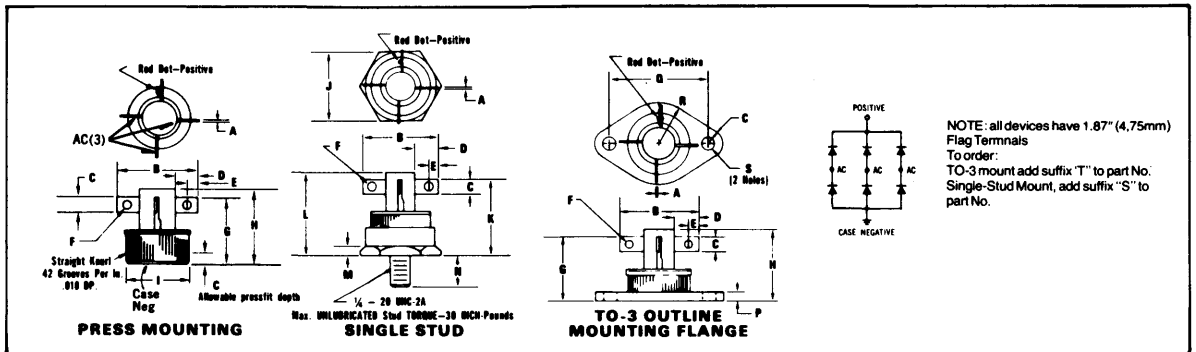 Red Dot-Positive
A
AC(3)
B
D
E
C
F
G
H
Straight Knurl
42 Grooves Per In.
.018 DP.
I
C
Case
Neg
Allowable pressfit depth
PRESS MOUNTING
Red Dot-Positive
J
A
B
D
E
F
C
L
K
M
N
1/4 - 20 UNC-2A
Max. UNLUBRICATED Stud TORQUE-30 INCH-Pounds
SINGLE STUD
Red Dot-Positive
Q
R
C
S
(2 Holes)
A
B
D
E
F
C
G
H
P
TO-3 OUTLINE
MOUNTING FLANGE
POSITIVE
AC
AC
AC
CASE NEGATIVE
NOTE: all devices have 1.87" (4,75mm)
Flag Termnals
To order:
TO-3 mount add suffix "T" to part No.
Single-Stud Mount, add suffix "S" to
part No.